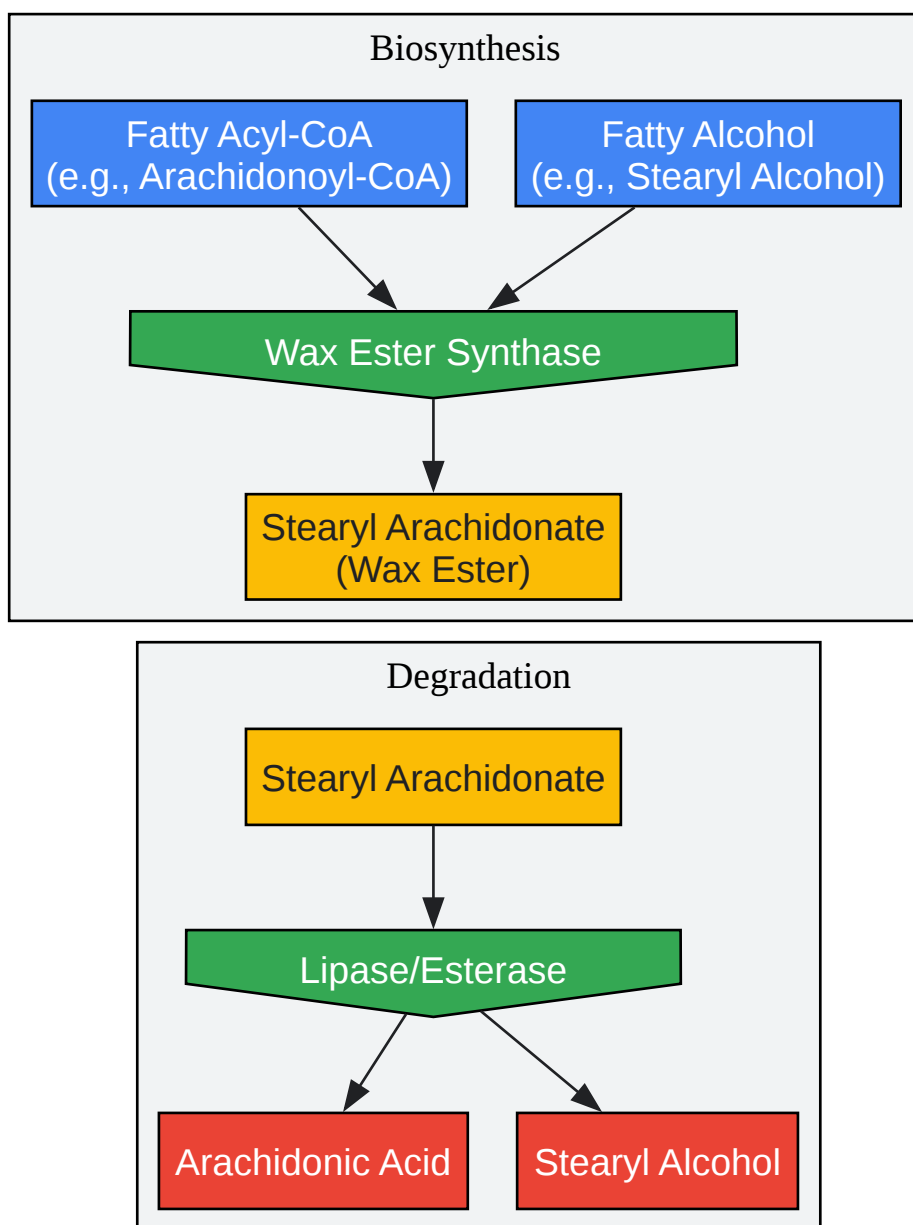 Biosynthesis
Fatty Acyl-CoA
(e.g., Arachidonoyl-CoA)
Fatty Alcohol
(e.g., Stearyl Alcohol)
Wax Ester Synthase
Stearyl Arachidonate
(Wax Ester)
Degradation
Stearyl Arachidonate
Lipase/Esterase
Arachidonic Acid
Stearyl Alcohol